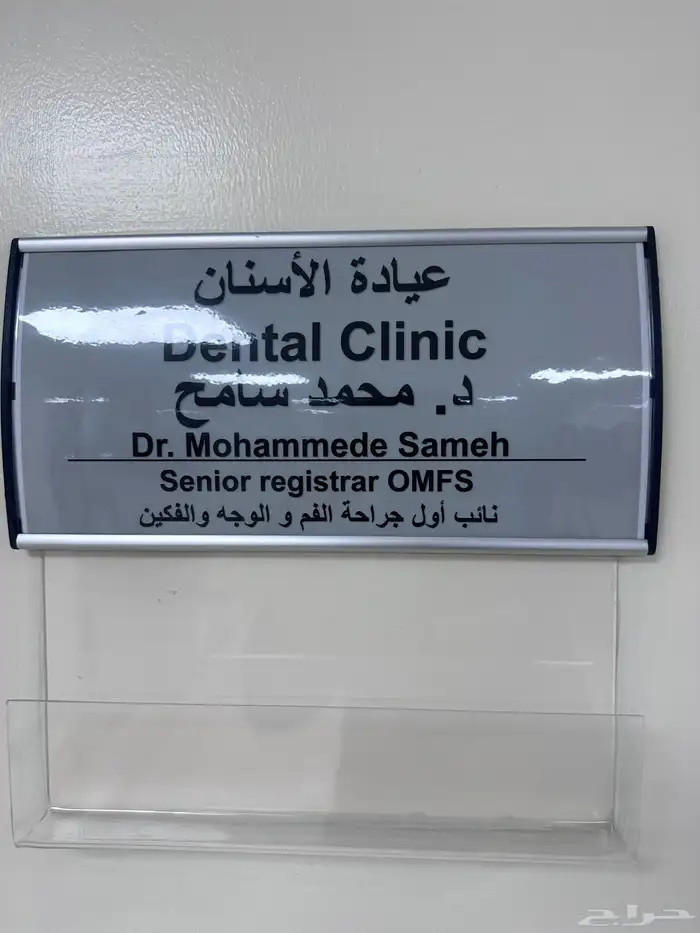 عيادة الأسنان
Dental Clinic
د. محمد سامح
Dr. Mohammede Sameh
Senior registrar OMFS
نائب أول جراحة الفم و الوجه والفكين
حراج